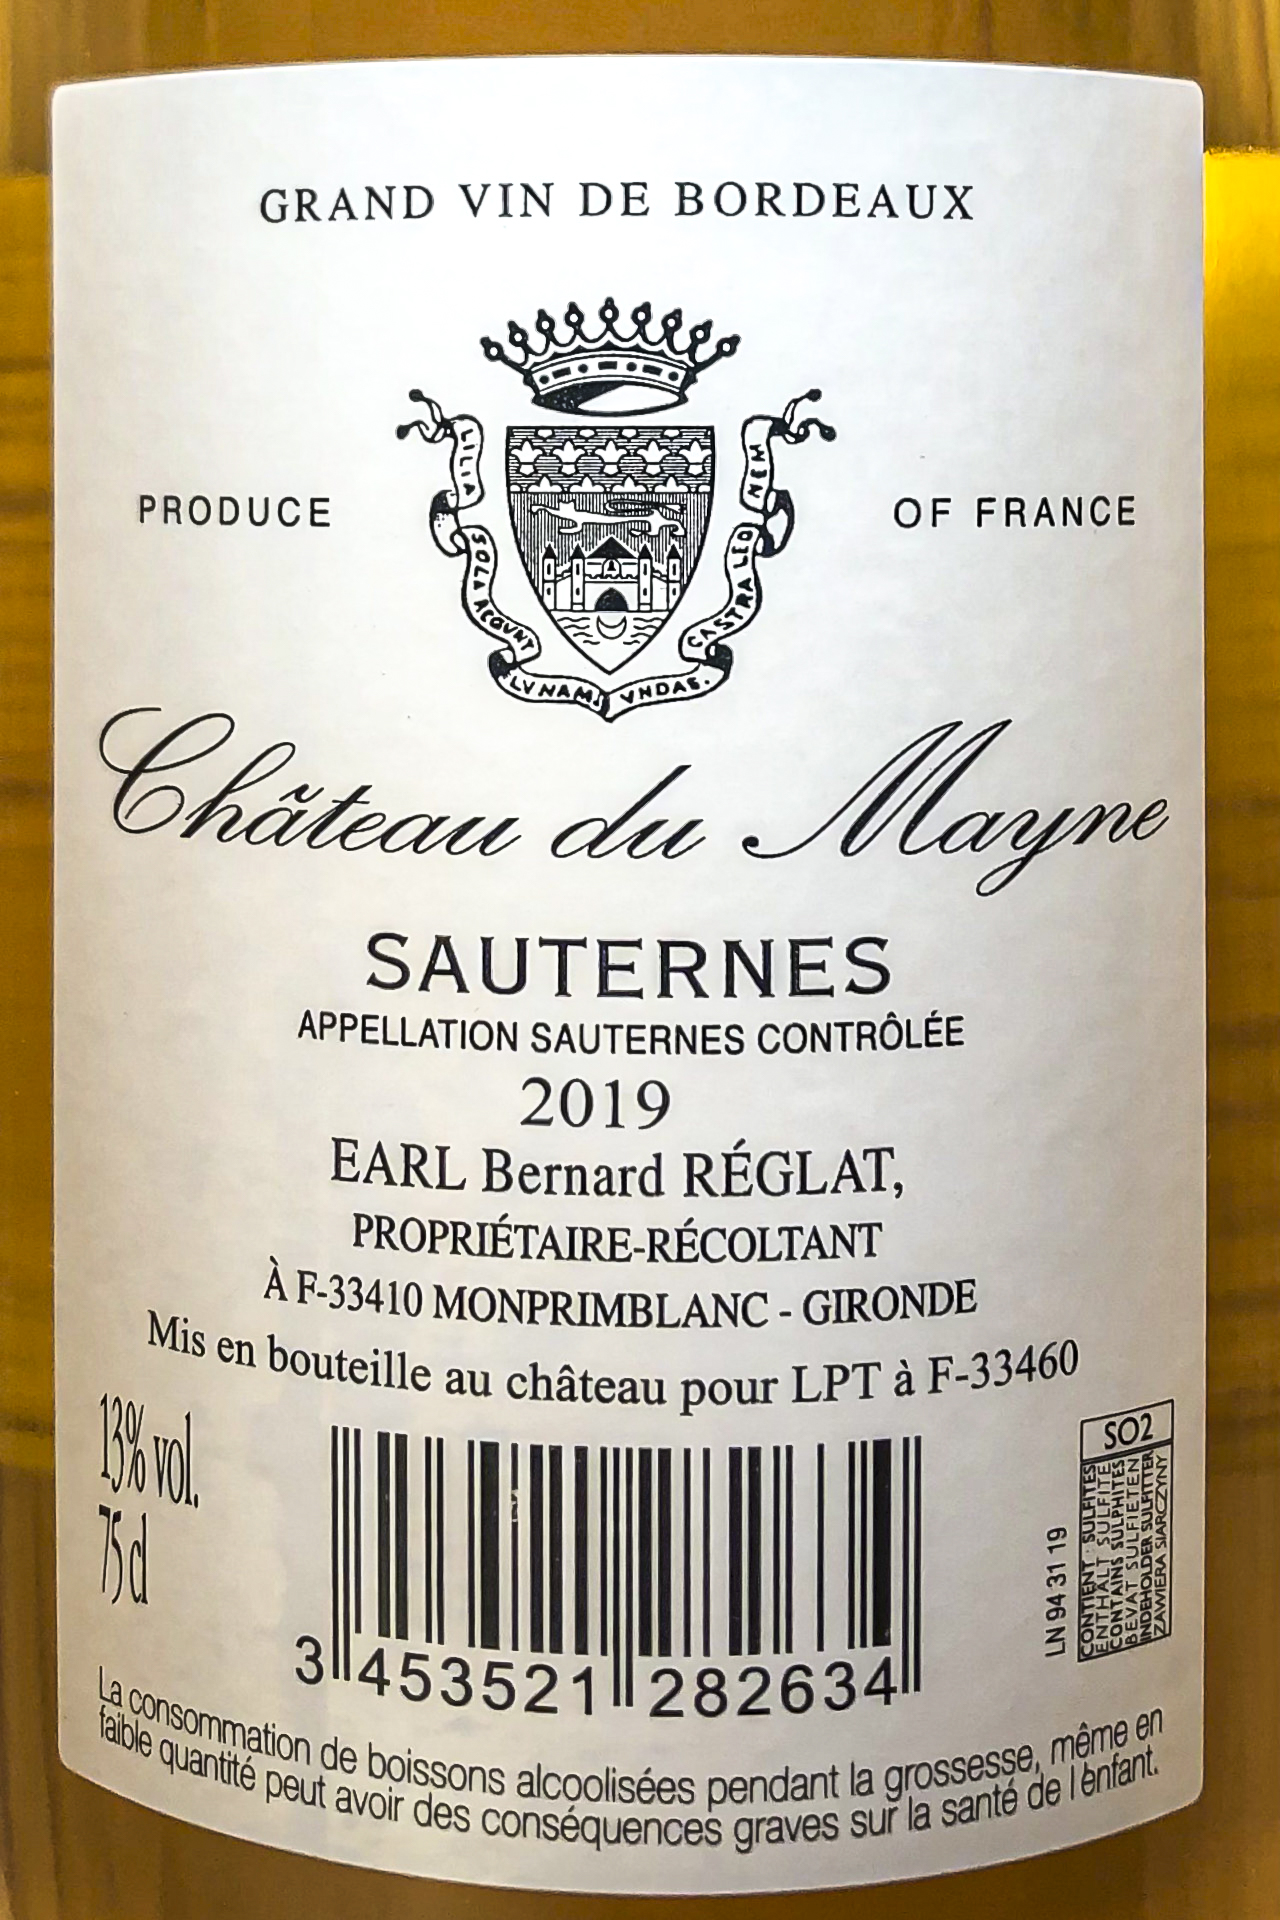 GRAND VIN DE BORDEAUX
LILIA
SOLA REGUNT
LVNAM
VNDAS.
CASTRA LEO
NEM
PRODUCE
OF FRANCE
Château du Mayne
SAUTERNES
APPELLATION SAUTERNES CONTRÔLÉE
2019
EARL Bernard RÉGLAT,
PROPRIÉTAIRE-RÉCOLTANT
À F-33410 MONPRIMBLANC - GIRONDE
Mis en bouteille au château pour LPT à F-33460
13% vol.
75 cl
3 453521 282634
LN 94 31 19
SO2
CONTIENT : SULFITES
ENTHÄLT SULFITE
CONTAINS SULPHITES
BEVAT SULFIETEN
INDEHOLDER SULFITTER
ZAWIERA SIARCZYNY
La consommation de boissons alcoolisées pendant la grossesse, même en
faible quantité peut avoir des conséquences graves sur la santé de l'enfant.